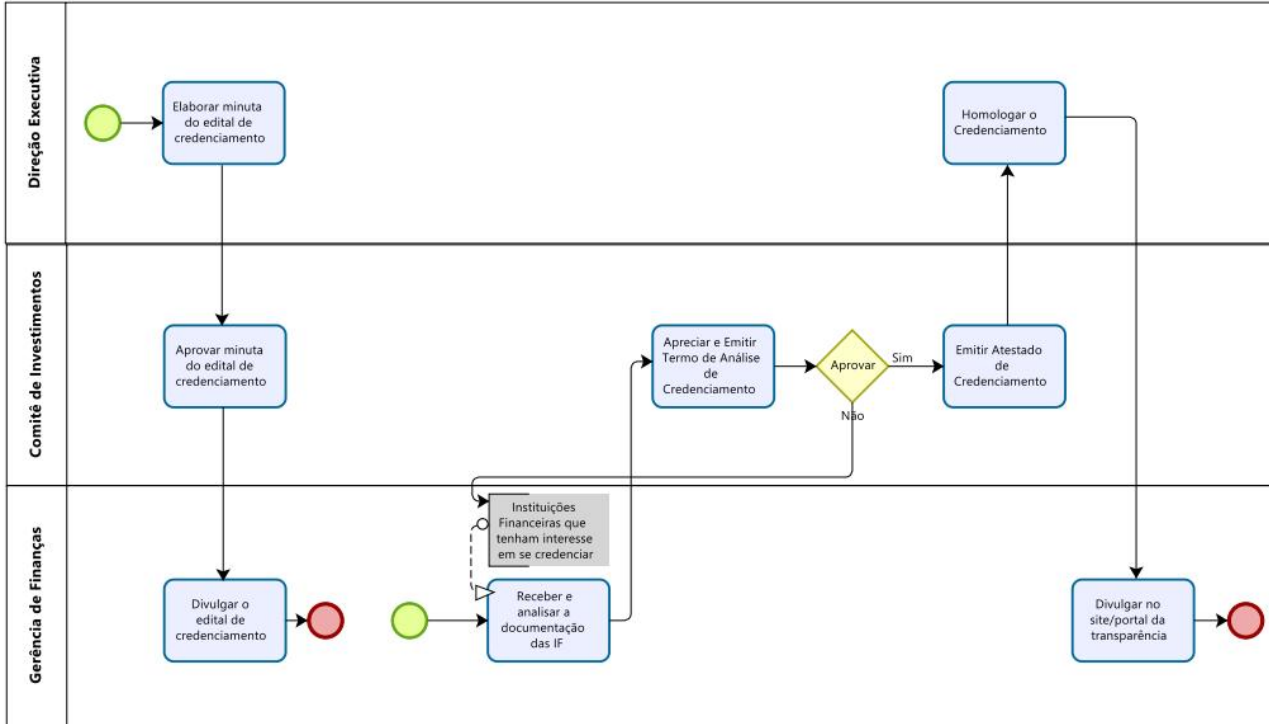 Direção Executiva
Elaborar minuta
do edital de
credenciamento
Homologar o
Credenciamento
Comitê de Investimentos
Aprovar minuta
do edital de
credenciamento
Apreciar e Emitir
Termo de Análise
de
Credenciamento
Aprovar
Sim
Não
Emitir Atestado
de
Credenciamento
Gerência de Finanças
Instituições
Financeiras que
tenham interesse
em se credenciar
Divulgar o
edital de
credenciamento
Receber e
analisar a
documentação
das IF
Divulgar no
site/portal da
transparência